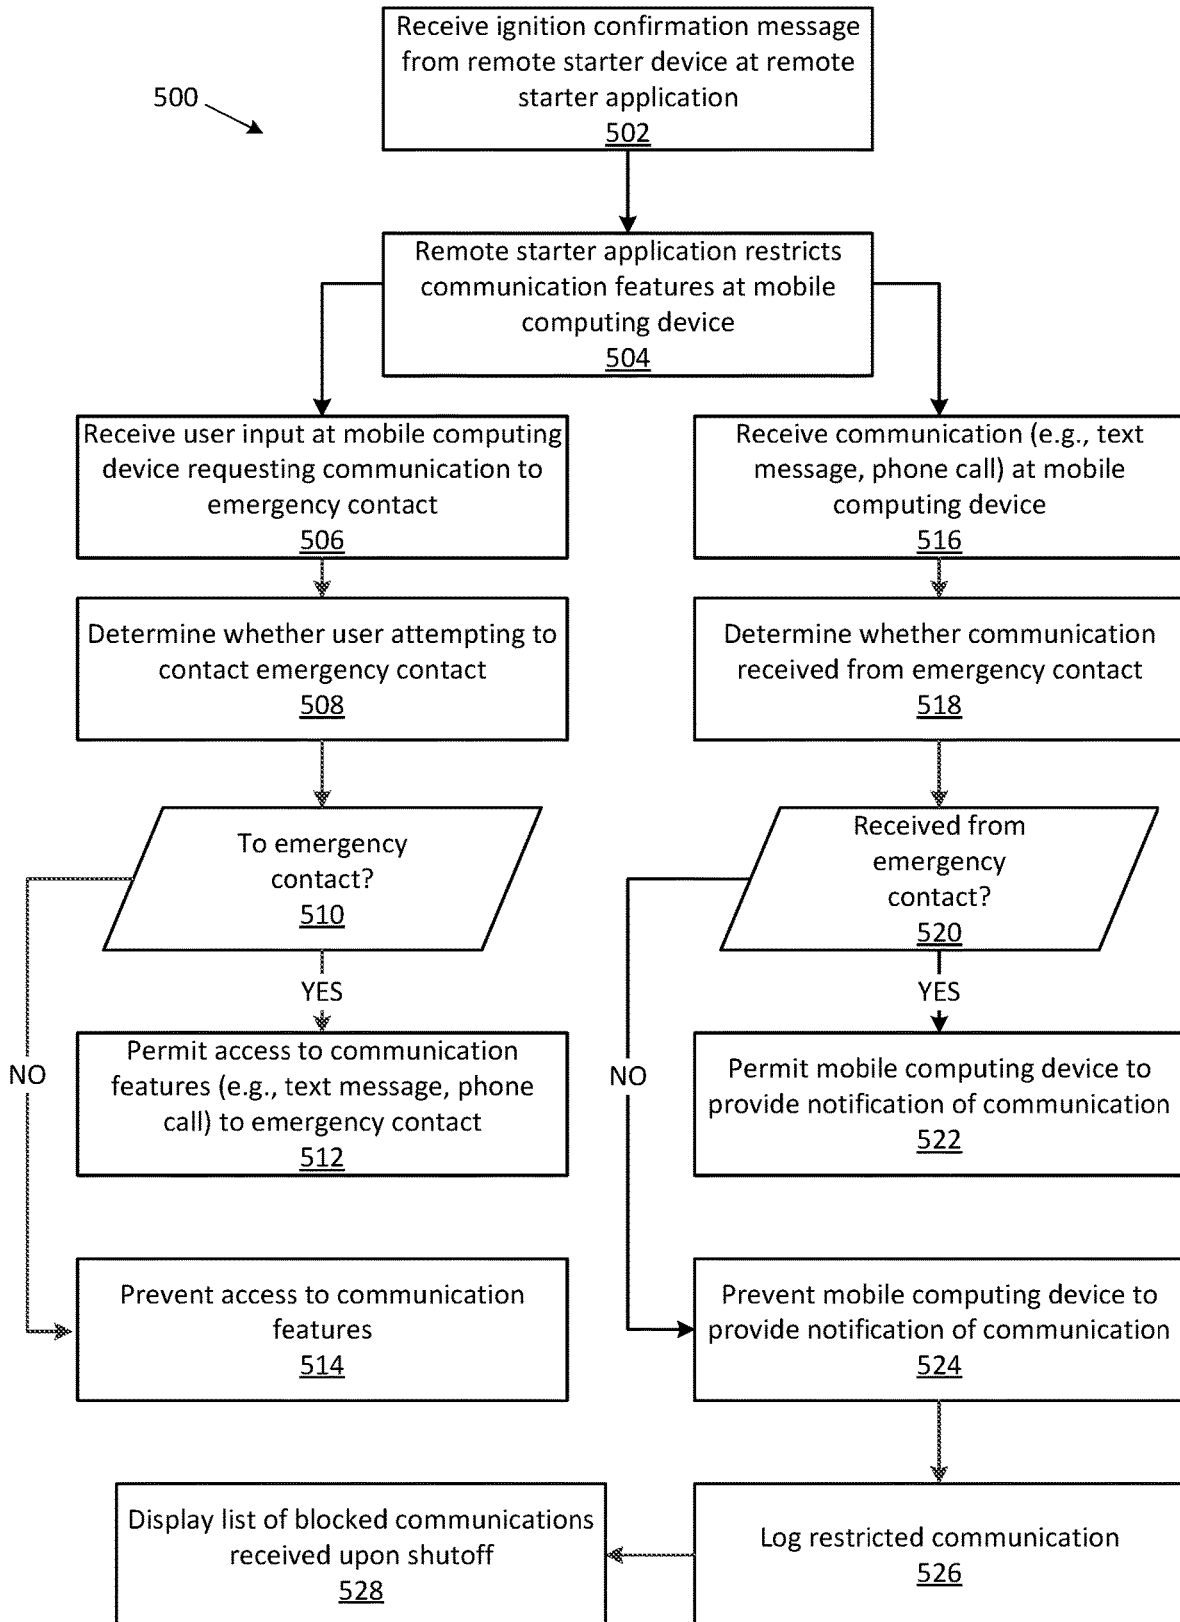 Receive ignition confirmation message
from remote starter device at remote
starter application
502
500
Remote starter application restricts
communication features at mobile
computing device
504
Receive user input at mobile computing
device requesting communication to
emergency contact
506
Determine whether user attempting to
contact emergency contact
508
To emergency
contact?
510
YES
NO
Permit access to communication
features (e.g., text message, phone
call) to emergency contact
512
Prevent access to communication
features
514
Receive communication (e.g., text
message, phone call) at mobile
computing device
516
Determine whether communication
received from emergency contact
518
Received from
emergency
contact?
520
YES
NO
Permit mobile computing device to
provide notification of communication
522
Prevent mobile computing device to
provide notification of communication
524
Log restricted communication
526
Display list of blocked communications
received upon shutoff
528